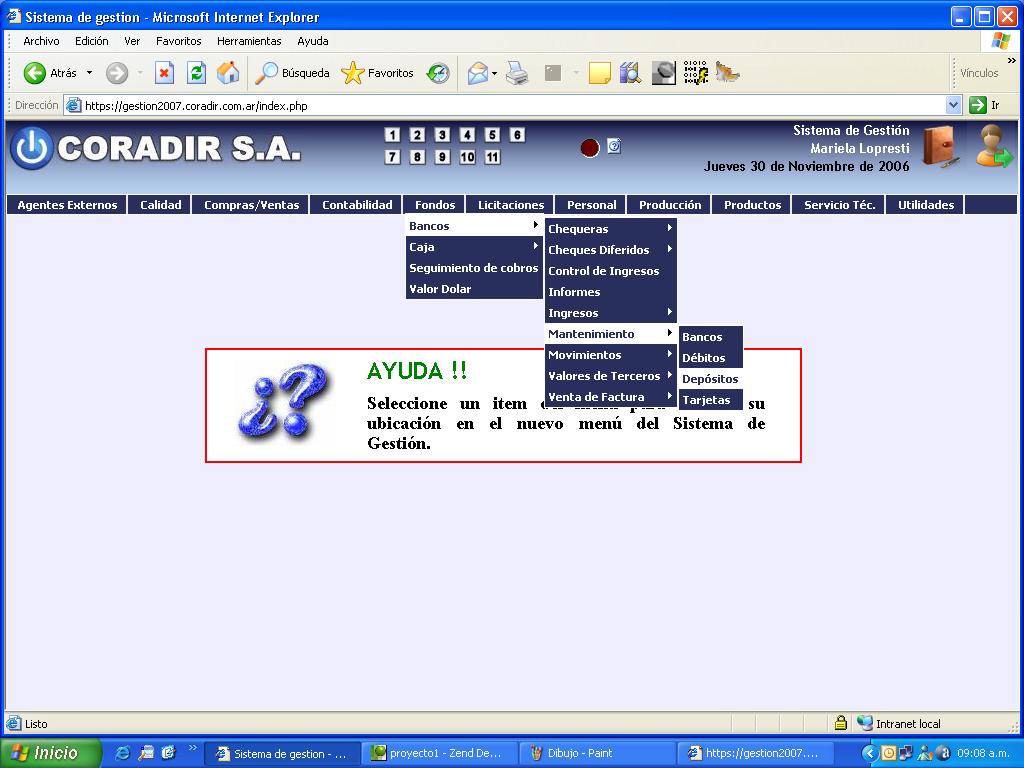 Sistema de gestion - Microsoft Internet Explorer
Archivo Edición Ver Favoritos Herramientas Ayuda
Atrás Búsqueda Favoritos Vínculos
Dirección https://gestion2007.coradir.com.ar/index.php Ir
CORADIR S.A.
1 2 3 4 5 6
7 8 9 10 11
Sistema de Gestión
Mariela Lopresti
Jueves 30 de Noviembre de 2006
Agentes Externos Calidad Compras/Ventas Contabilidad Fondos Licitaciones Personal Producción Productos Servicio Téc. Utilidades
Bancos
Caja
Seguimiento de cobros
Valor Dolar
Chequeras
Cheques Diferidos
Control de Ingresos
Informes
Ingresos
Mantenimiento
Movimientos
Valores de Terceros
Venta de Factura
Bancos
Débitos
Depósitos
Tarjetas
AYUDA !!
Seleccione un item su
ubicación en el nuevo menú del Sistema de
Gestión.
Listo Intranet local
Inicio Sistema de gestion - ... proyecto1 - Zend De... Dibujo - Paint https://gestion2007.... 09:08 a.m.